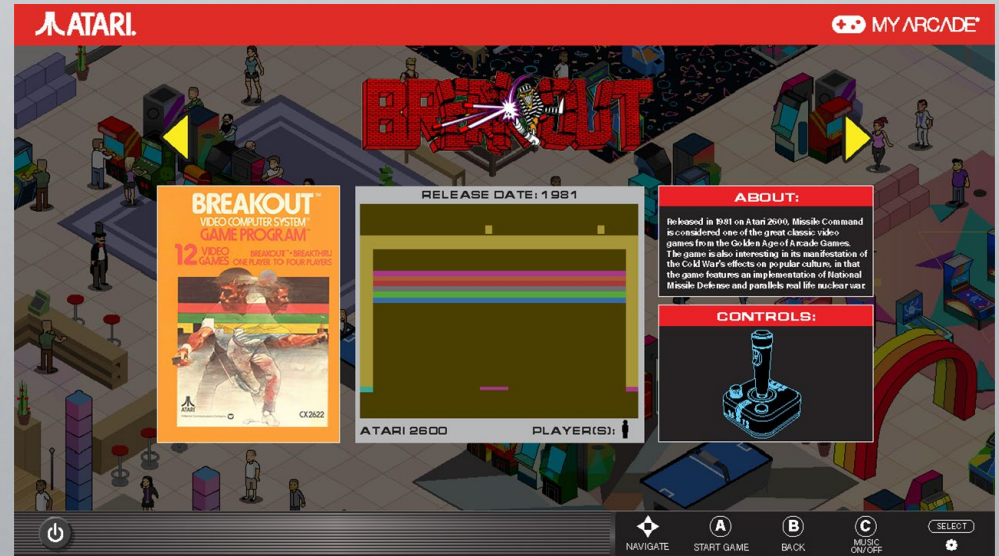 ATARI.
MY ARCADE
BREAKOUT
BREAKOUT™
VIDEO COMPUTER SYSTEM™
GAME PROGRAM™
12 VIDEO GAMES
BREAKOUT™ • BREAKTHRU
ONE PLAYER TO FOUR PLAYERS
ATARI
CX2622
RELEASE DATE: 1981
ATARI 2600
PLAYER(S):
ABOUT:
Released in 1981 on Atari 2600, Missile Command
is considered one of the great classic video
games from the Golden Age of Arcade Games.
The game is also interesting in its manifestation of
the Cold War's effects on popular culture, in that
the game features an implementation of National
Missile Defense and parallels real life nuclear war.
CONTROLS:
NAVIGATE
A
START GAME
B
BACK
C
MUSIC
ON/OFF
SELECT